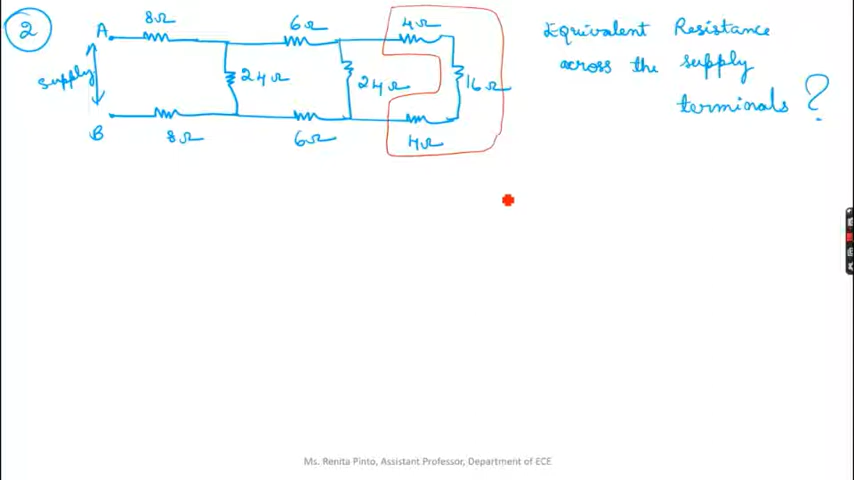 2
A 8Ω 6Ω 4Ω
supply 24Ω 24Ω 16Ω
B 8Ω 6Ω 4Ω
Equivalent Resistance
across the supply
terminals ?
Ms. Renita Pinto, Assistant Professor, Department of ECE